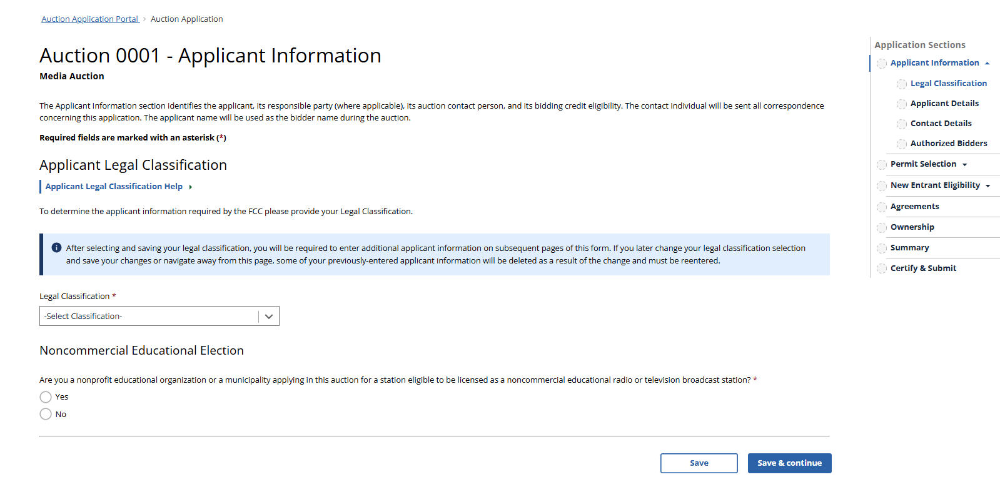 Auction Application Portal > Auction Application
Auction 0001 - Applicant Information
Media Auction
The Applicant Information section identifies the applicant, its responsible party (where applicable), its auction contact person, and its bidding credit eligibility. The contact individual will be sent all correspondence
concerning this application. The applicant name will be used as the bidder name during the auction.
Required fields are marked with an asterisk (*)
Applicant Legal Classification
Applicant Legal Classification Help
To determine the applicant information required by the FCC please provide your Legal Classification.
After selecting and saving your legal classification, you will be required to enter additional applicant information on subsequent pages of this form. If you later change your legal classification selection
and save your changes or navigate away from this page, some of your previously-entered applicant information will be deleted as a result of the change and must be reentered.
Legal Classification *
-Select Classification-
Noncommercial Educational Election
Are you a nonprofit educational organization or a municipality applying in this auction for a station eligible to be licensed as a noncommercial educational radio or television broadcast station? *
Yes
No
Save
Save & continue
Application Sections
Applicant Information
Legal Classification
Applicant Details
Contact Details
Authorized Bidders
Permit Selection
New Entrant Eligibility
Agreements
Ownership
Summary
Certify & Submit